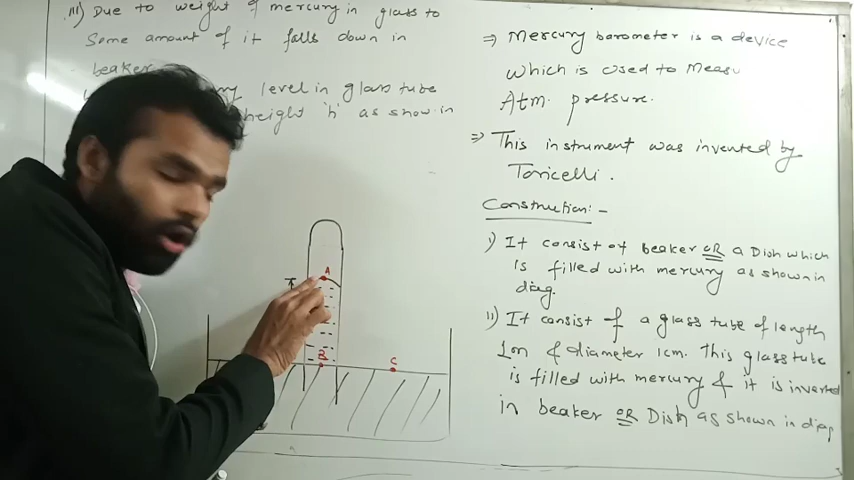 iii) Due to weight of mercury in glass to
Some amount of it falls down in
beaker
level in glass tube
height 'h' as show in
A
B
C
⇒ Mercury barometer is a device
which is used to Measu
Atm. pressure.
⇒ This instrument was invented by
Toricelli.
Construction:-
i) It consist of beaker OR a Dish which
is filled with mercury as shown in
diag.
ii) It consist of a glass tube of length
1m & diameter 1cm. This glass tube
is filled with mercury & it is inverted
in beaker OR Dish as shown in diag